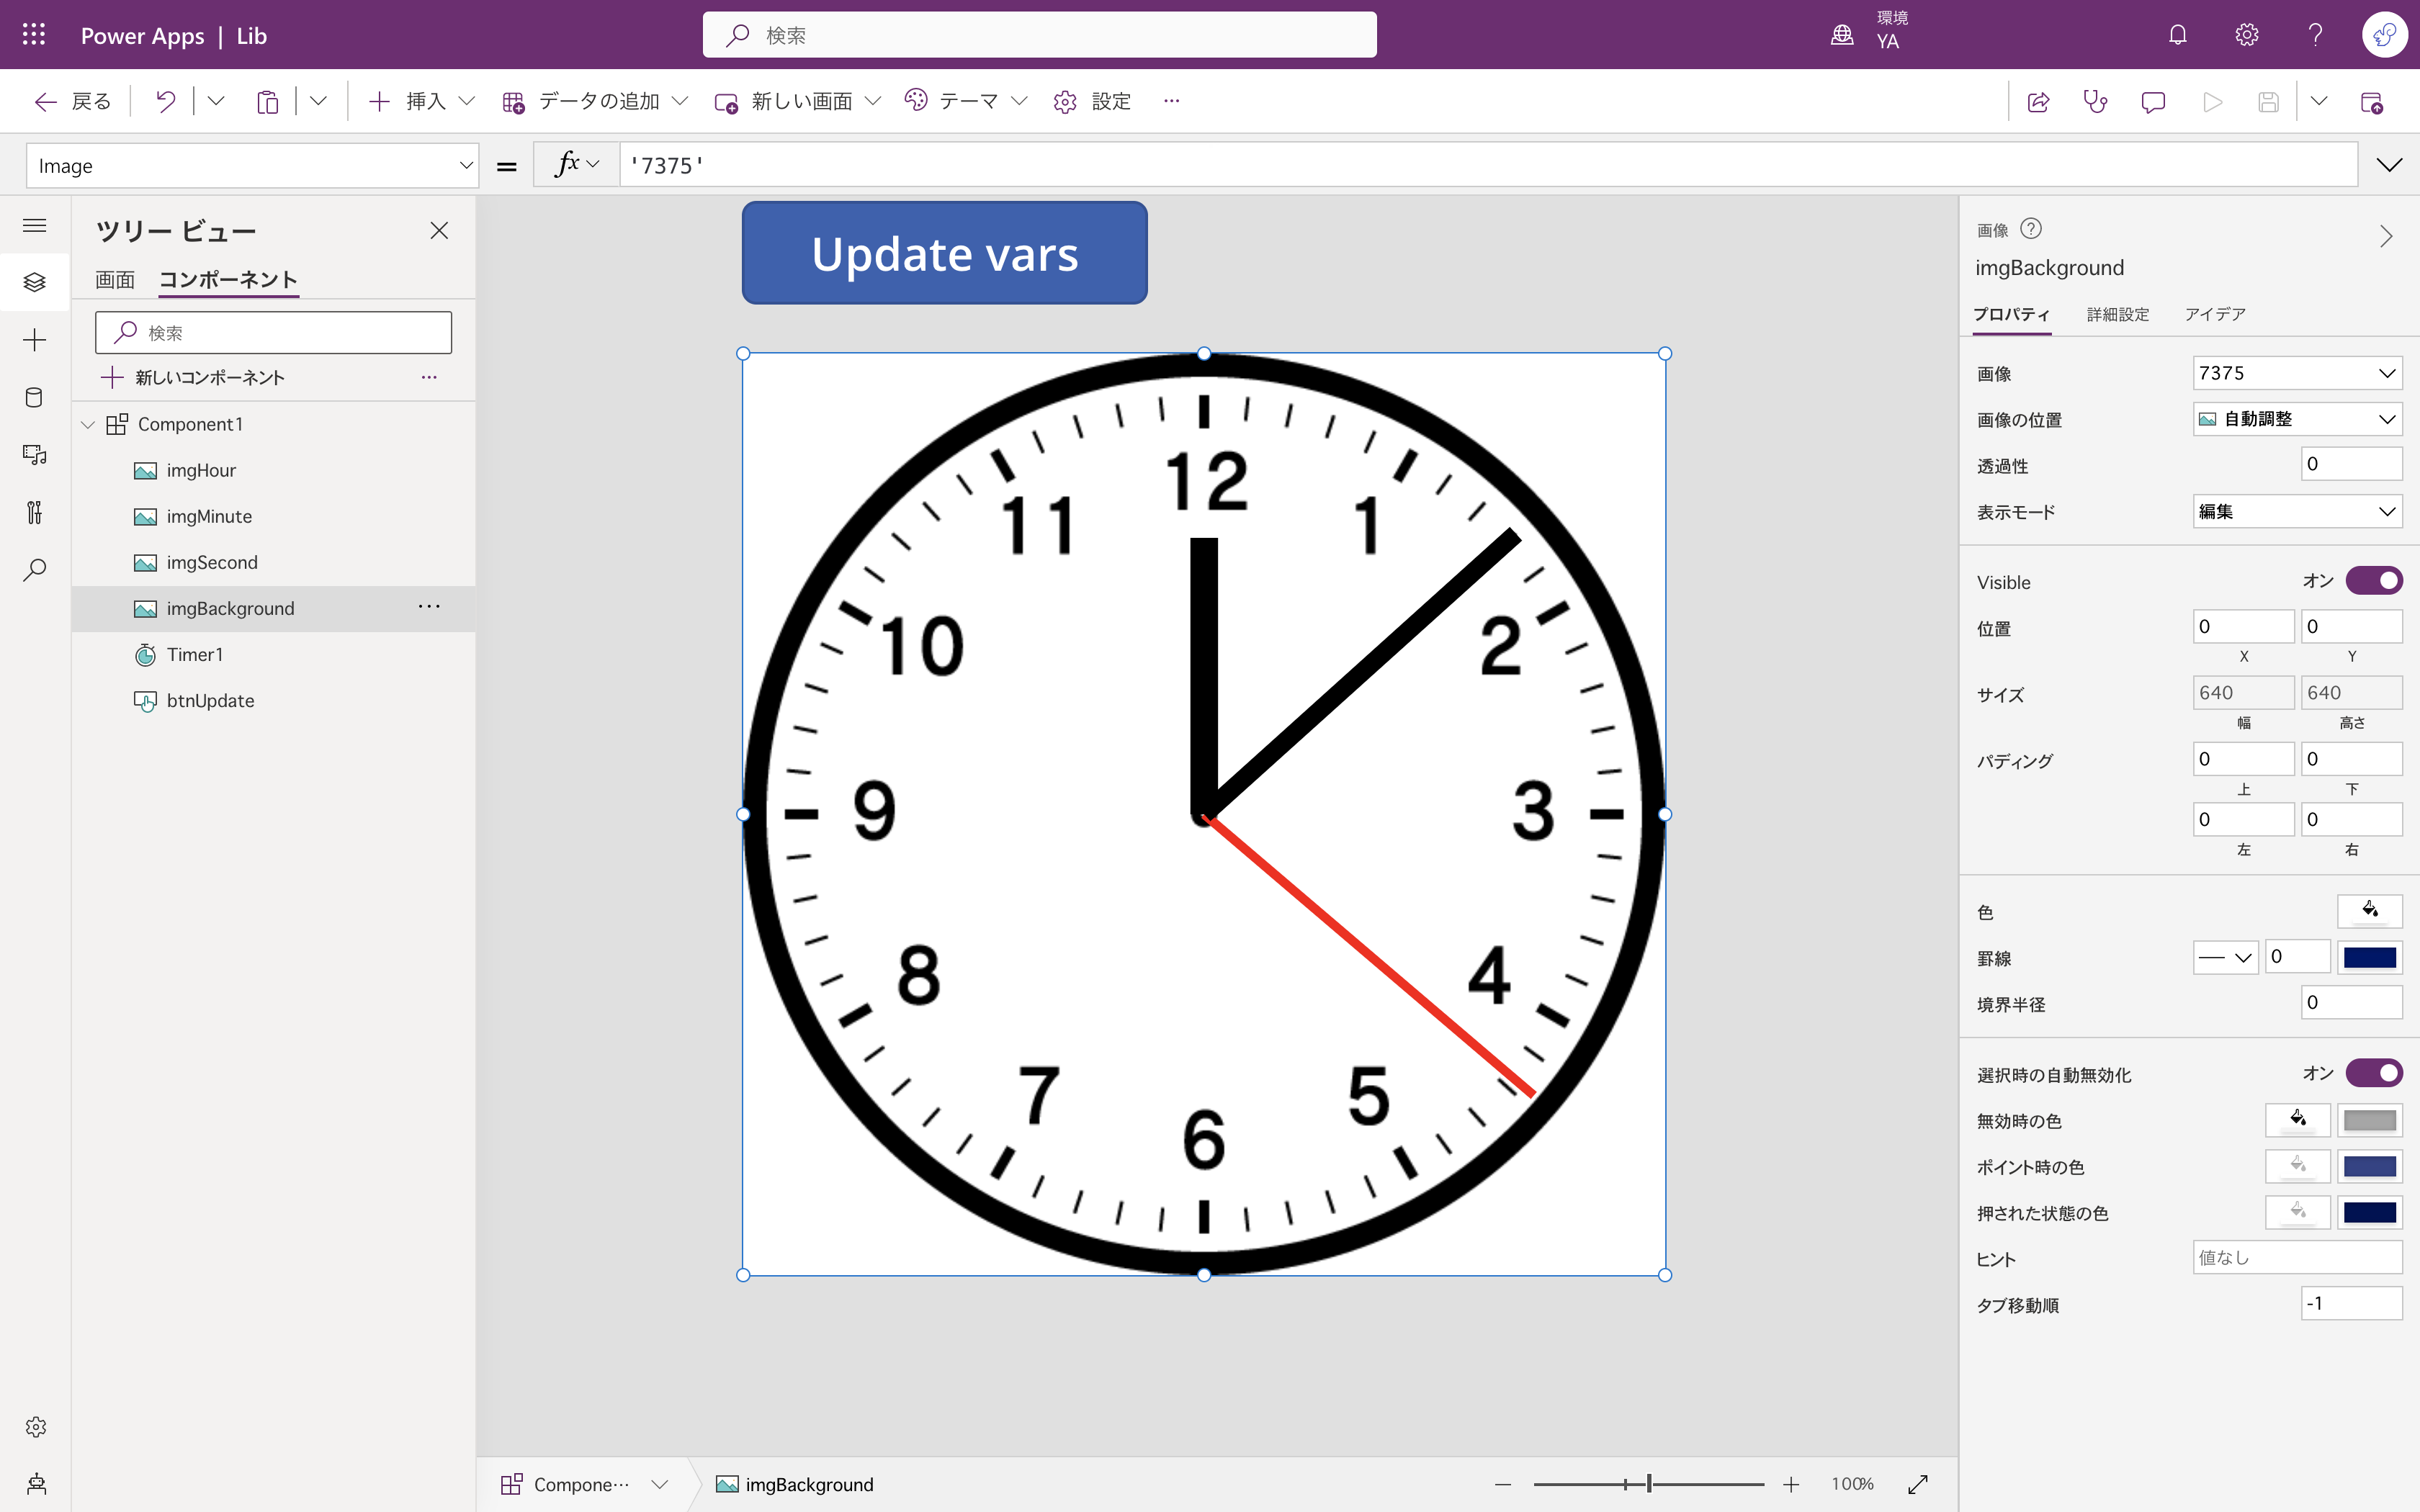 Power Apps | Lib
検索
環境
YA
戻る
挿入
データの追加
新しい画面
テーマ
設定
Image
=
fx
'7375'
ツリー ビュー
画面
コンポーネント
検索
新しいコンポーネント
Component1
imgHour
imgMinute
imgSecond
imgBackground
Timer1
btnUpdate
Update vars
12
11
1
10
2
9
3
8
4
7
5
6
Compone…
imgBackground
100%
画像
imgBackground
プロパティ
詳細設定
アイデア
画像
7375
画像の位置
自動調整
透過性
0
表示モード
編集
Visible
オン
位置
0
0
X
Y
サイズ
640
640
幅
高さ
パディング
0
0
上
下
0
0
左
右
色
罫線
0
境界半径
0
選択時の自動無効化
オン
無効時の色
ポイント時の色
押された状態の色
ヒント
値なし
タブ移動順
-1